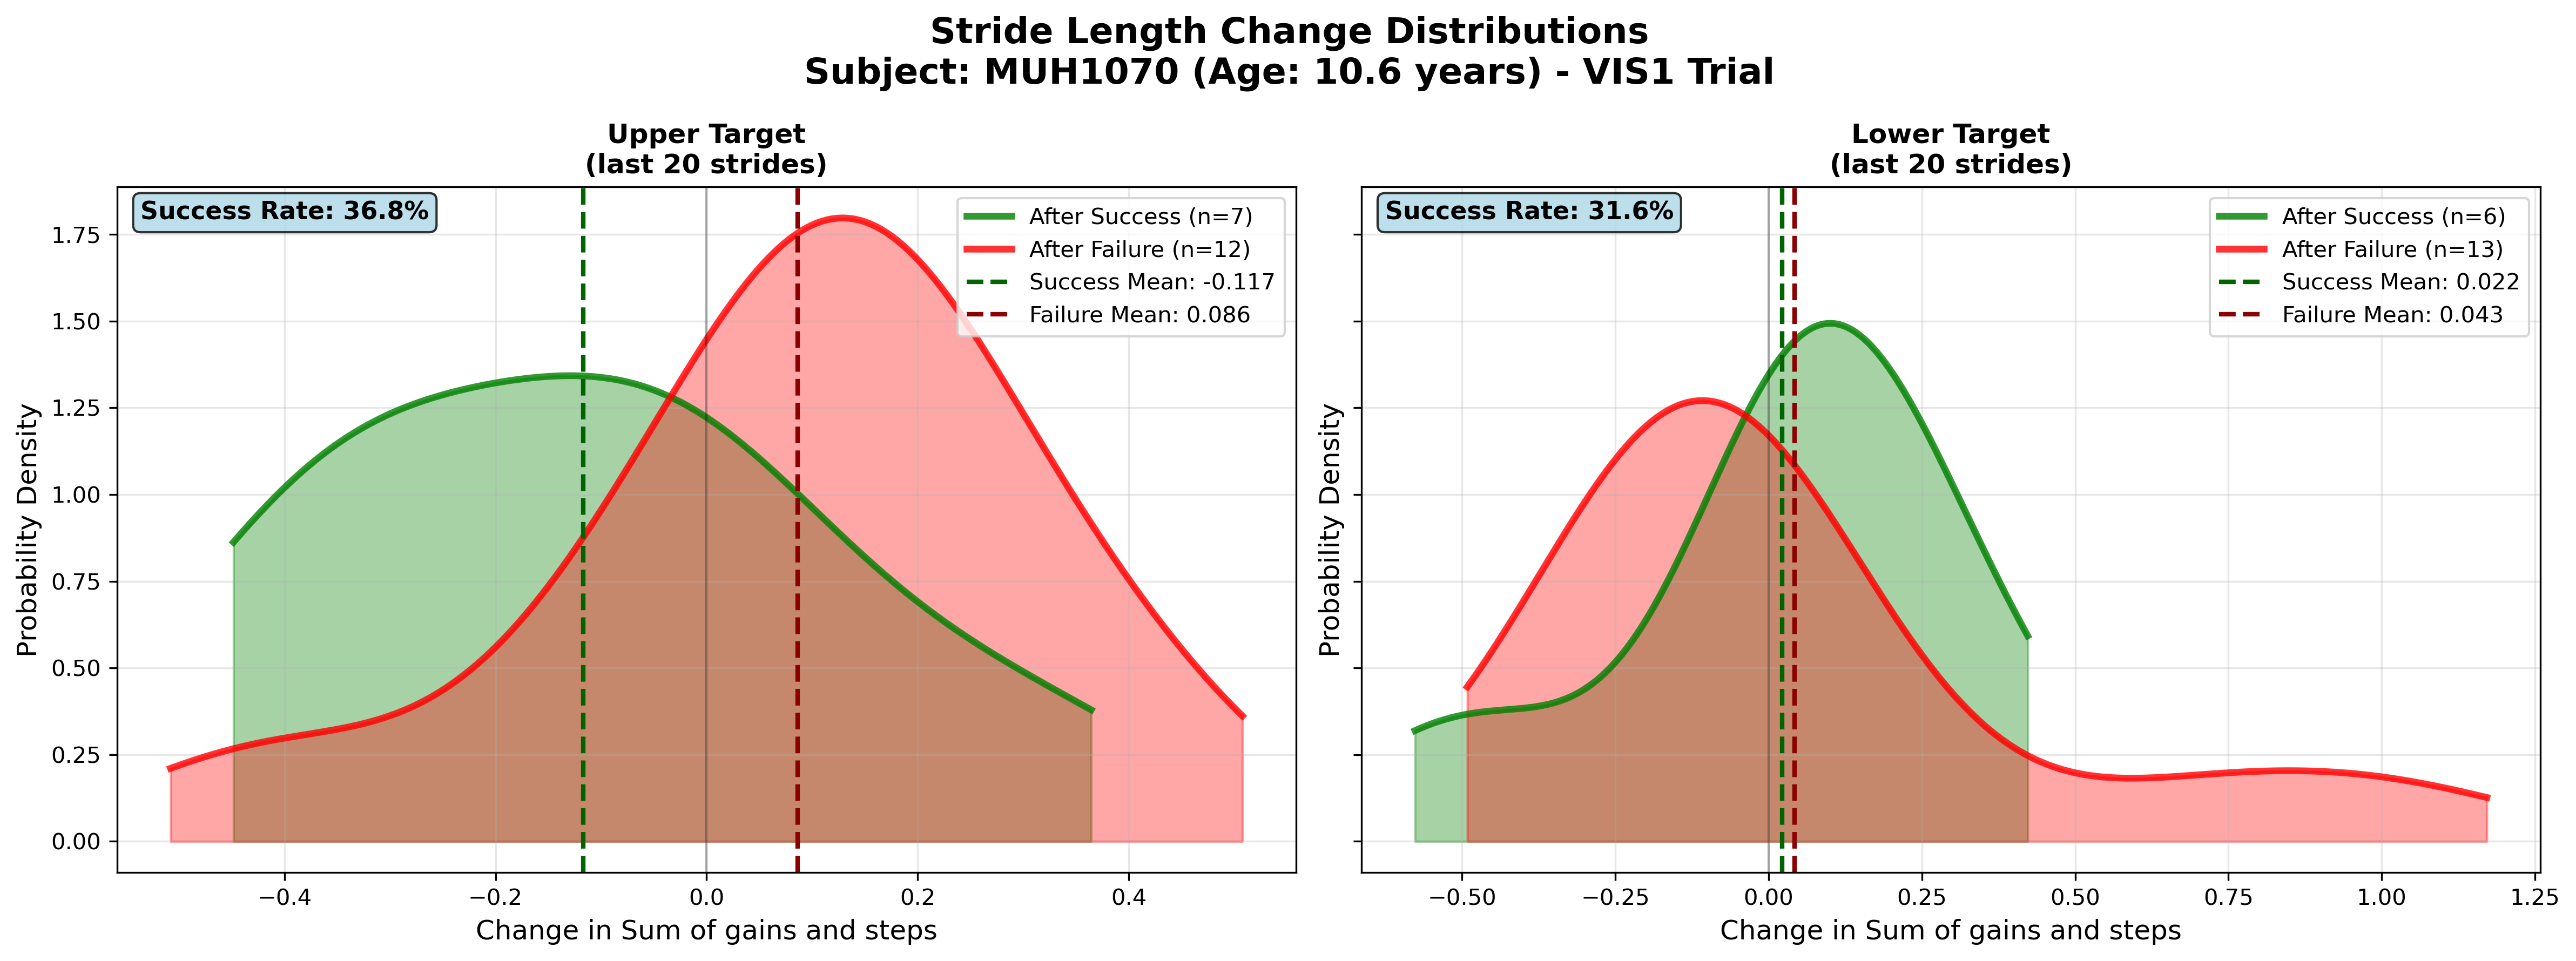 Stride Length Change Distributions
Subject: MUH1070 (Age: 10.6 years) - VIS1 Trial
Upper Target
(last 20 strides)
Success Rate: 36.8%
After Success (n=7)
After Failure (n=12)
Success Mean: -0.117
Failure Mean: 0.086
Probability Density
1.75
1.50
1.25
1.00
0.75
0.50
0.25
0.00
−0.4
−0.2
0.0
0.2
0.4
Change in Sum of gains and steps
Lower Target
(last 20 strides)
Success Rate: 31.6%
After Success (n=6)
After Failure (n=13)
Success Mean: 0.022
Failure Mean: 0.043
Probability Density
−0.50
−0.25
0.00
0.25
0.50
0.75
1.00
1.25
Change in Sum of gains and steps